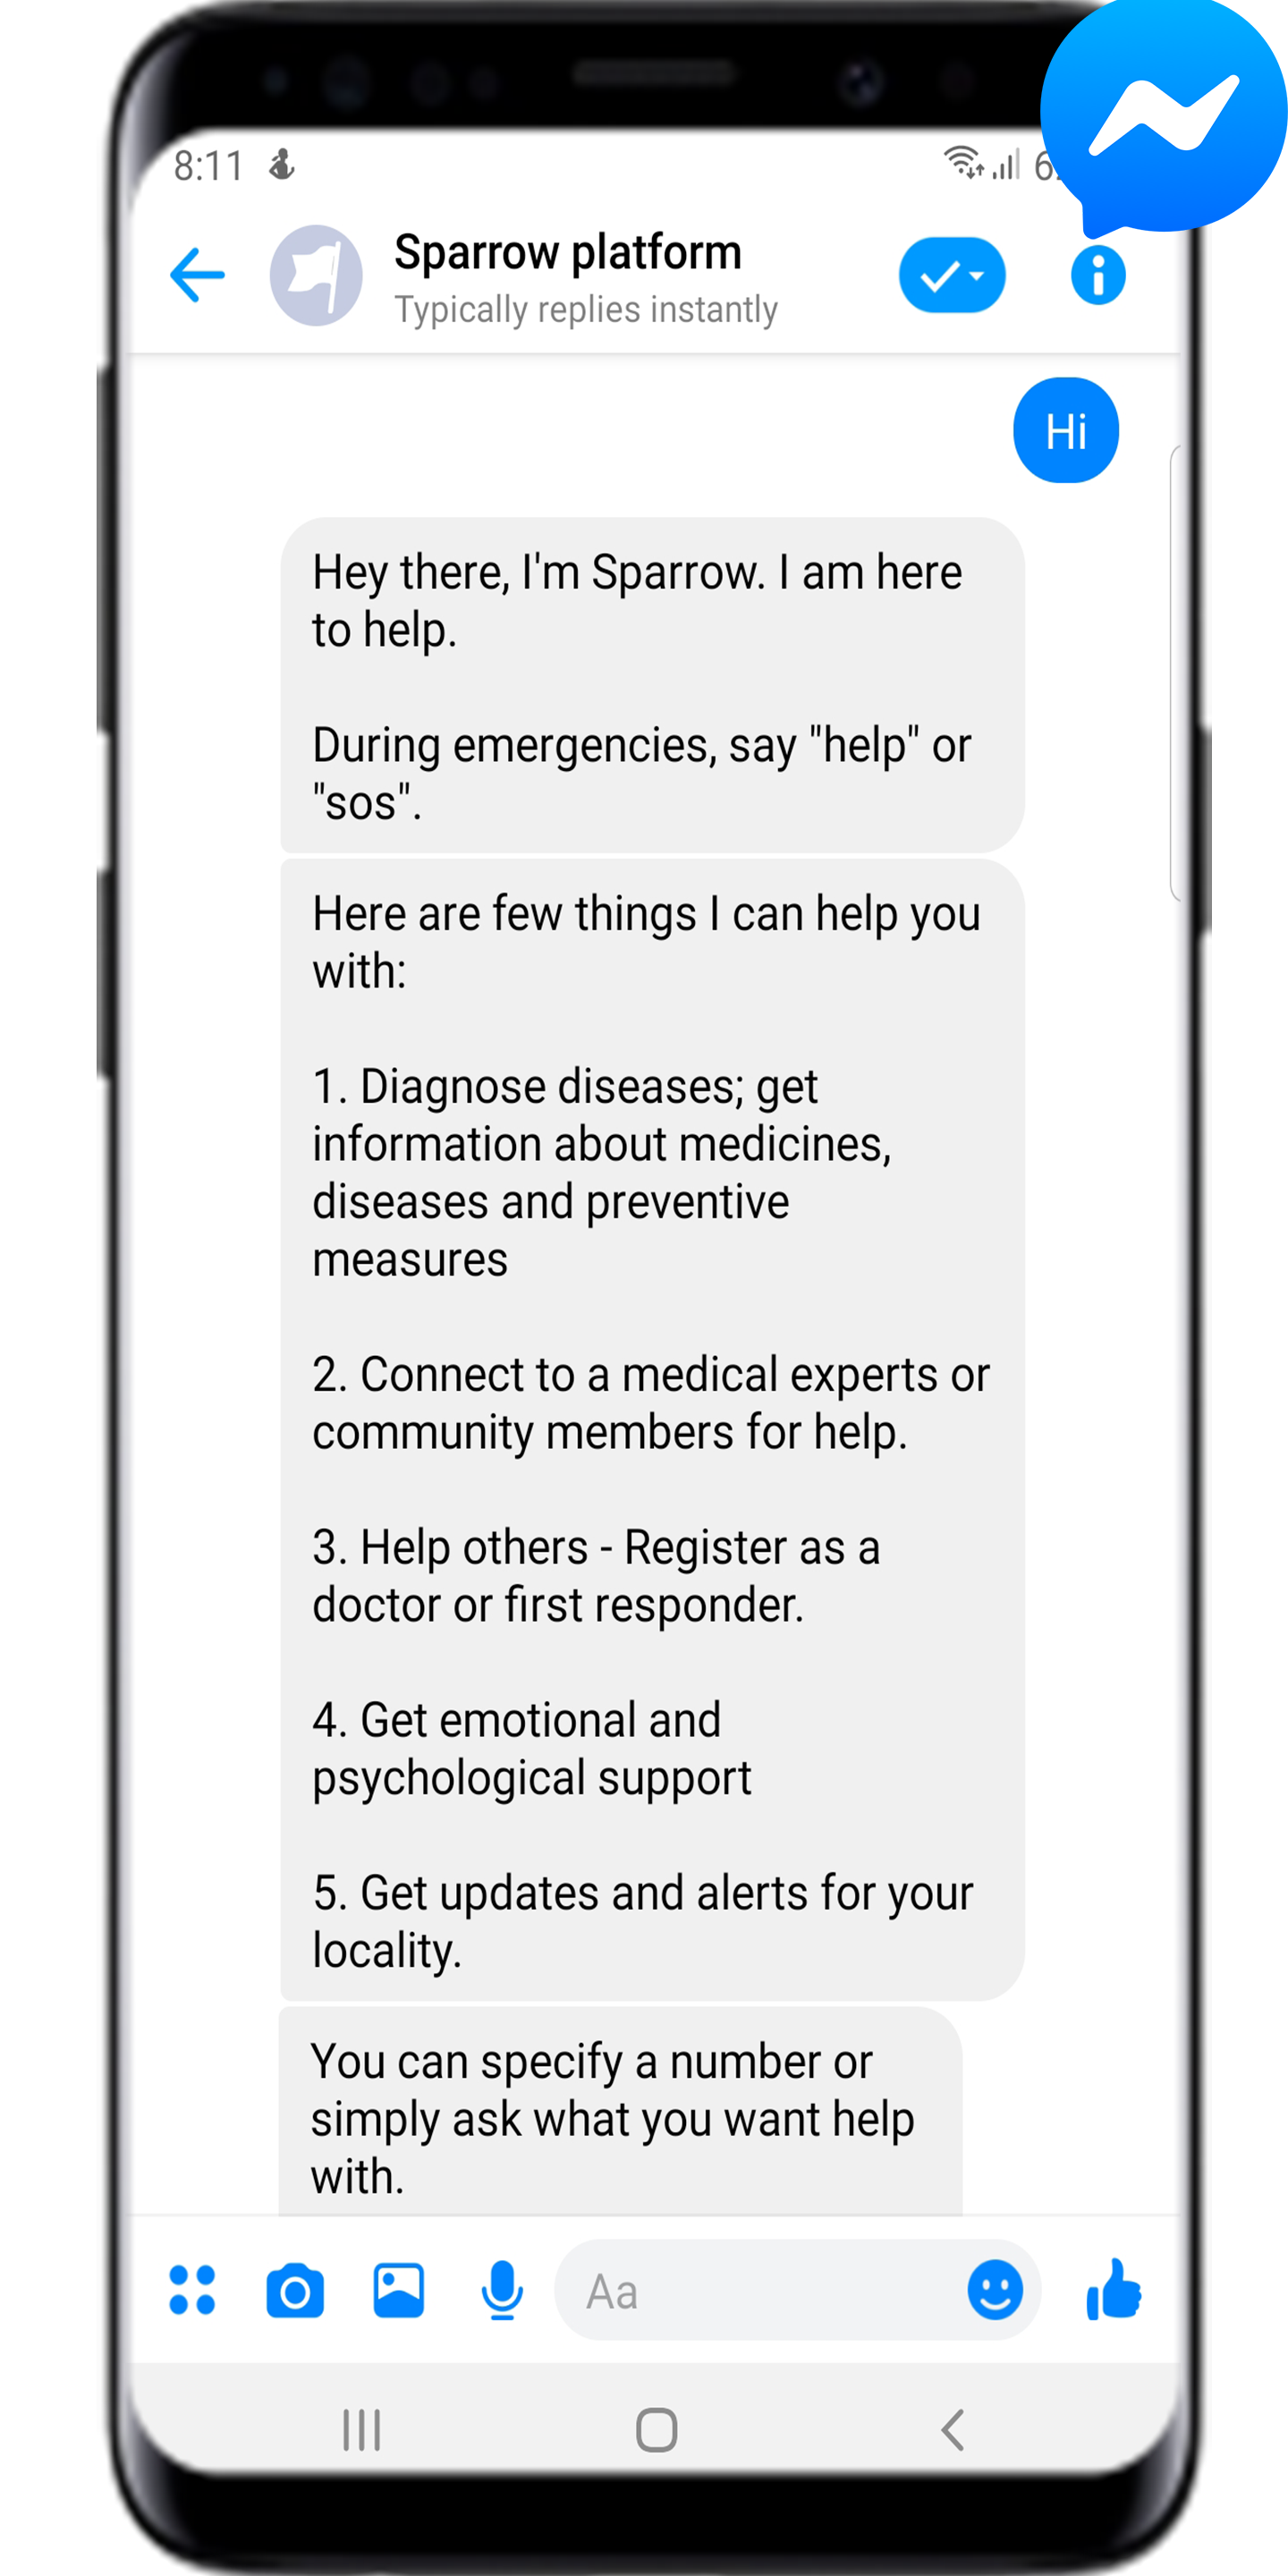 8:11
Sparrow platform
Typically replies instantly
Hi
Hey there, I'm Sparrow. I am here
to help.
During emergencies, say "help" or
"sos".
Here are few things I can help you
with:
1. Diagnose diseases; get
information about medicines,
diseases and preventive
measures
2. Connect to a medical experts or
community members for help.
3. Help others - Register as a
doctor or first responder.
4. Get emotional and
psychological support
5. Get updates and alerts for your
locality.
You can specify a number or
simply ask what you want help
with.
Aa